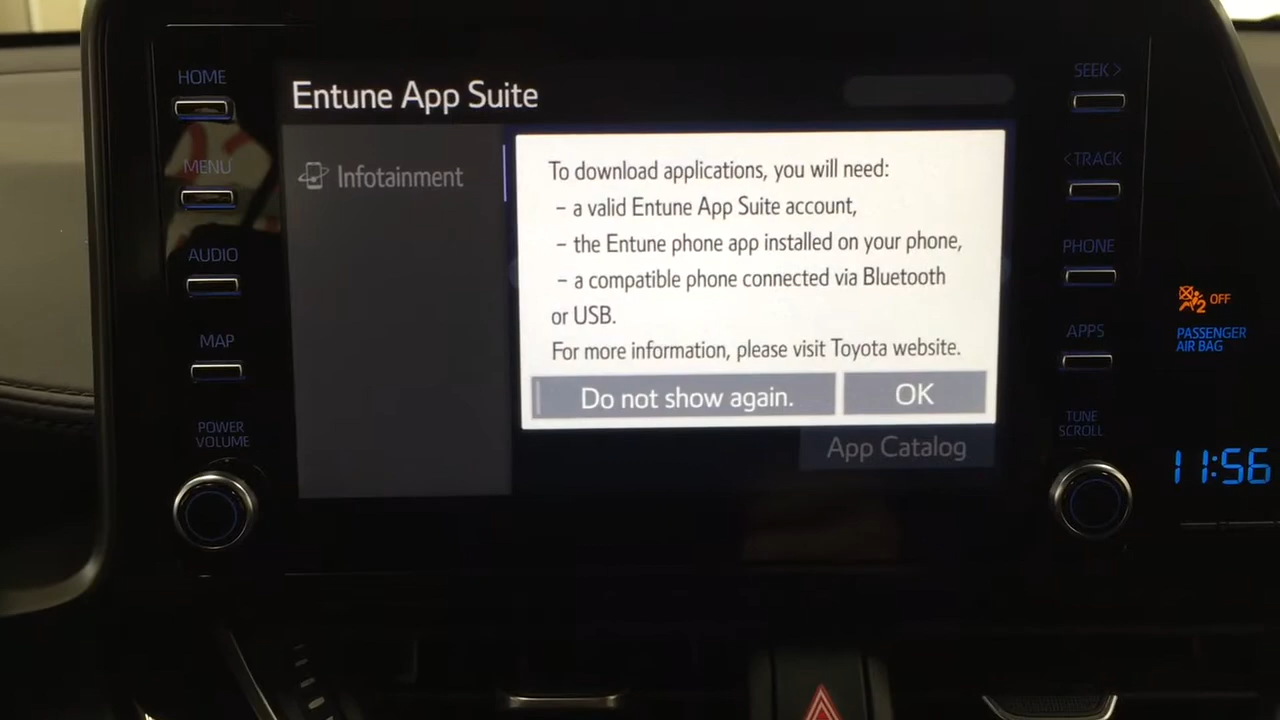 HOME
MENU
AUDIO
MAP
POWER
VOLUME
Entune App Suite
Infotainment
To download applications, you will need:
– a valid Entune App Suite account,
– the Entune phone app installed on your phone,
– a compatible phone connected via Bluetooth
or USB.
For more information, please visit Toyota website.
Do not show again.
OK
App Catalog
SEEK >
< TRACK
PHONE
APPS
TUNE
SCROLL
2 OFF
PASSENGER
AIR BAG
11:56